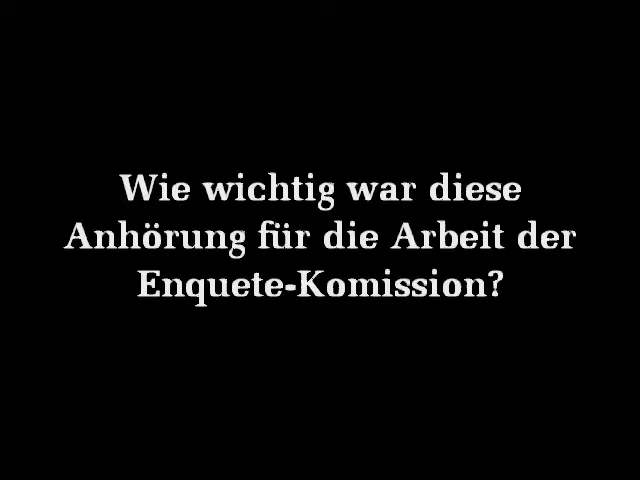 Wie wichtig war diese
Anhörung für die Arbeit der
Enquete-Komission?